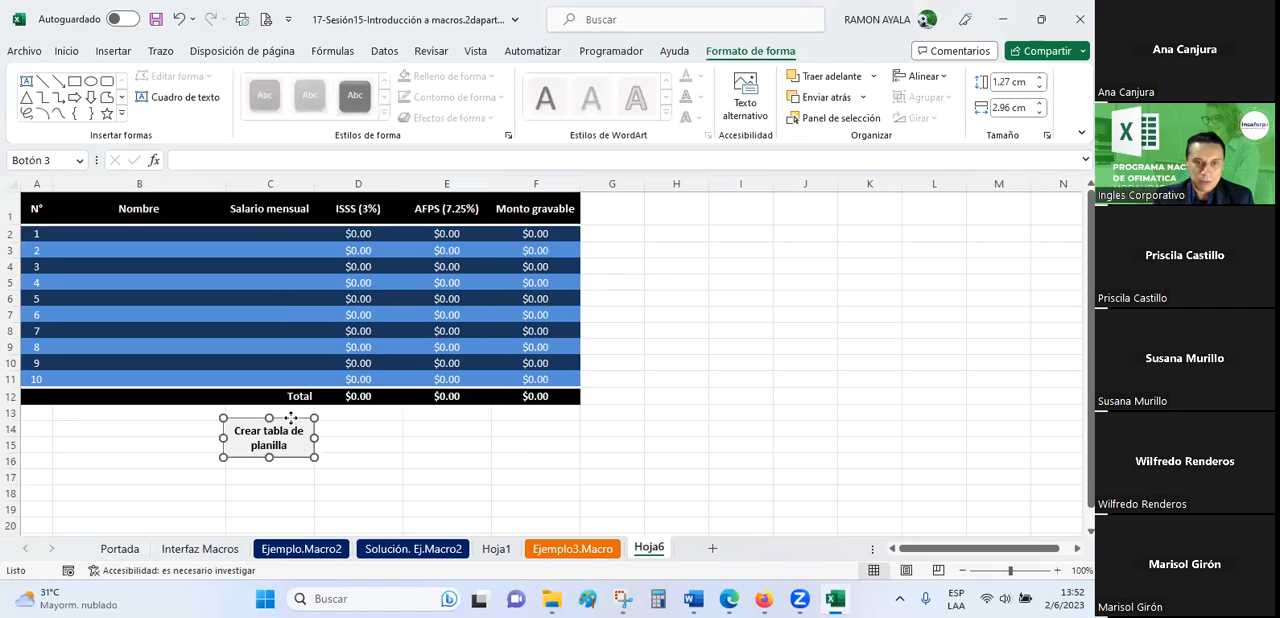 Autoguardado
17-Sesión15-Introducción a macros.2dapart...
Buscar
RAMON AYALA
Archivo Inicio Insertar Trazo Disposición de página Fórmulas Datos Revisar Vista Automatizar Programador Ayuda Formato de forma
Comentarios
Compartir
Editar forma
Cuadro de texto
Insertar formas
Abc Abc Abc
Relleno de forma
Contorno de forma
Efectos de forma
Estilos de forma
A A A
A
A
A
Estilos de WordArt
Texto
alternativo
Accesibilidad
Traer adelante
Enviar atrás
Panel de selección
Alinear
Agrupar
Girar
Organizar
1.27 cm
2.96 cm
Tamaño
Botón 3
fx
A B C D E F G H I J K L M N
1 N° Nombre Salario mensual ISSS (3%) AFPS (7.25%) Monto gravable
2 1 $0.00 $0.00 $0.00
3 2 $0.00 $0.00 $0.00
4 3 $0.00 $0.00 $0.00
5 4 $0.00 $0.00 $0.00
6 5 $0.00 $0.00 $0.00
7 6 $0.00 $0.00 $0.00
8 7 $0.00 $0.00 $0.00
9 8 $0.00 $0.00 $0.00
10 9 $0.00 $0.00 $0.00
11 10 $0.00 $0.00 $0.00
12 Total $0.00 $0.00 $0.00
13
14
15
16
17
18
19
20
Crear tabla de
planilla
Portada Interfaz Macros Ejemplo.Macro2 Solución. Ej.Macro2 Hoja1 Ejemplo3.Macro Hoja6
Listo
Accesibilidad: es necesario investigar
100%
31°C
Mayorm. nublado
Buscar
ESP
LAA
13:52
2/6/2023
Ana Canjura
Ana Canjura
Insaforp
PROGRAMA NAC
DE OFIMATICA
Ingles Corporativo
Priscila Castillo
Priscila Castillo
Susana Murillo
Susana Murillo
Wilfredo Renderos
Wilfredo Renderos
Marisol Girón
Marisol Girón